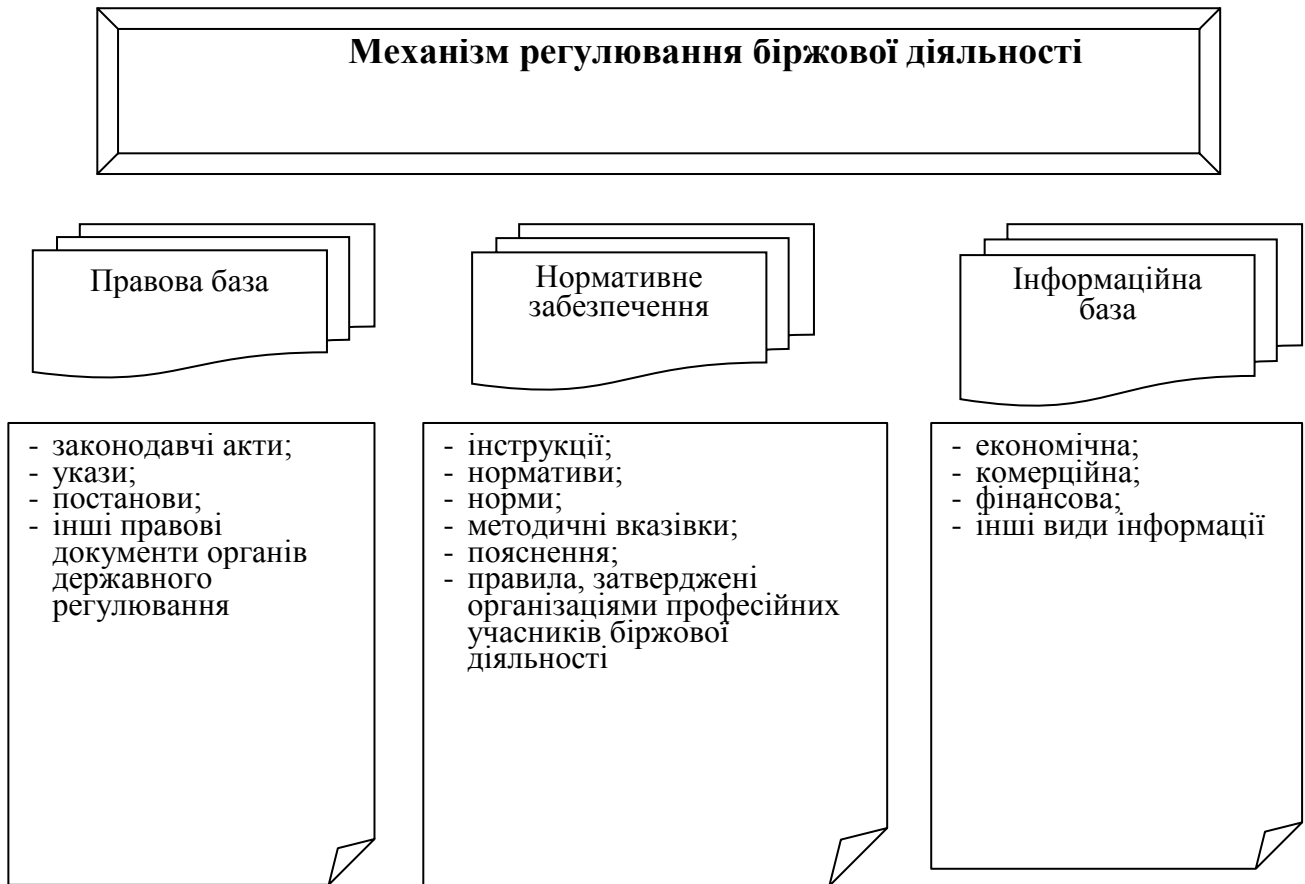 Механізм регулювання біржової діяльності
Правова база
Нормативне
забезпечення
Інформаційна
база
- законодавчі акти;
- укази;
- постанови;
- інші правові
документи органів
державного
регулювання
- інструкції;
- нормативи;
- норми;
- методичні вказівки;
- пояснення;
- правила, затверджені
організаціями професійних
учасників біржової
діяльності
- економічна;
- комерційна;
- фінансова;
- інші види інформації